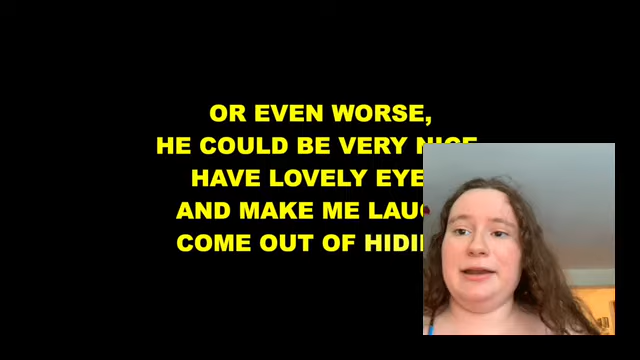 OR EVEN WORSE,
HE COULD BE VERY
HAVE LOVELY
AND MAKE ME
COME OUT OF